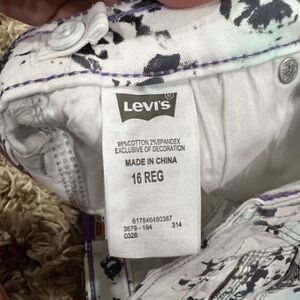 Levi's®
98%COTTON 2%SPANDEX
EXCLUSIVE OF DECORATION
MADE IN CHINA
16 REG
617846480387
3679-194 314
0328